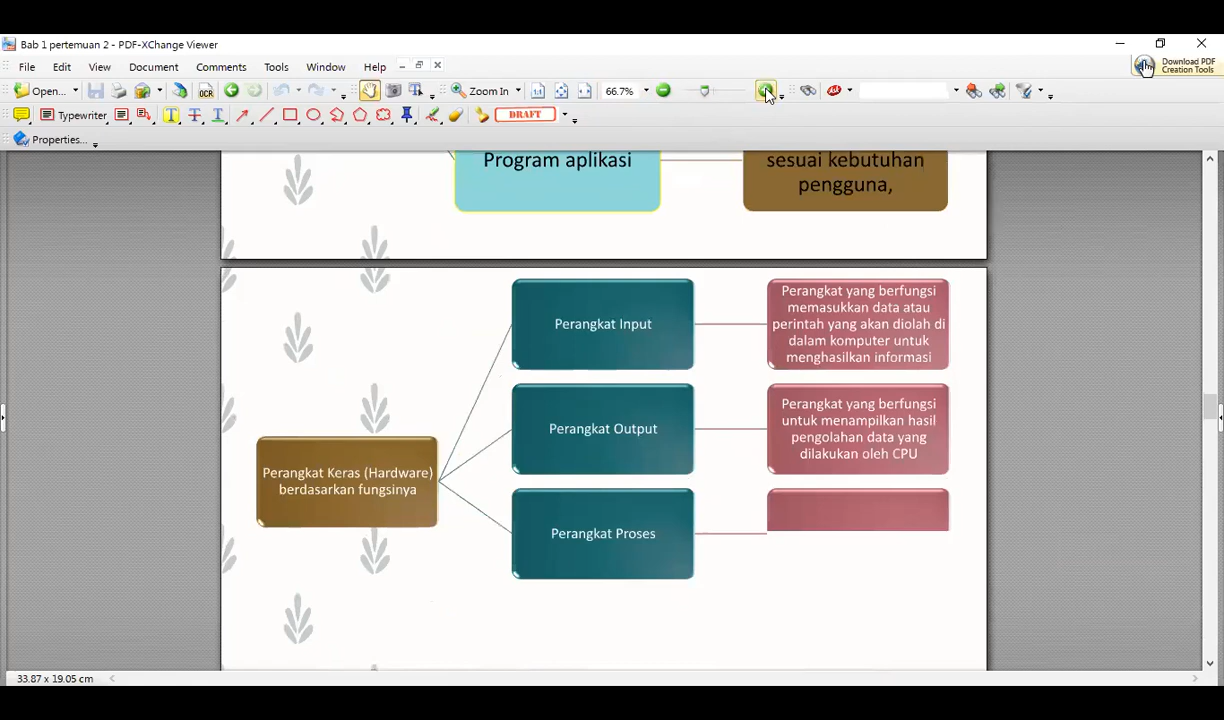 Bab 1 pertemuan 2 - PDF-XChange Viewer
File Edit View Document Comments Tools Window Help
Download PDF
Creation Tools
Open... OCR Zoom In 66.7%
Typewriter DRAFT
Properties...
Program aplikasi
sesuai kebutuhan
pengguna,
Perangkat Keras (Hardware)
berdasarkan fungsinya
Perangkat Input
Perangkat yang berfungsi
memasukkan data atau
perintah yang akan diolah di
dalam komputer untuk
menghasilkan informasi
Perangkat Output
Perangkat yang berfungsi
untuk menampilkan hasil
pengolahan data yang
dilakukan oleh CPU
Perangkat Proses
33.87 x 19.05 cm